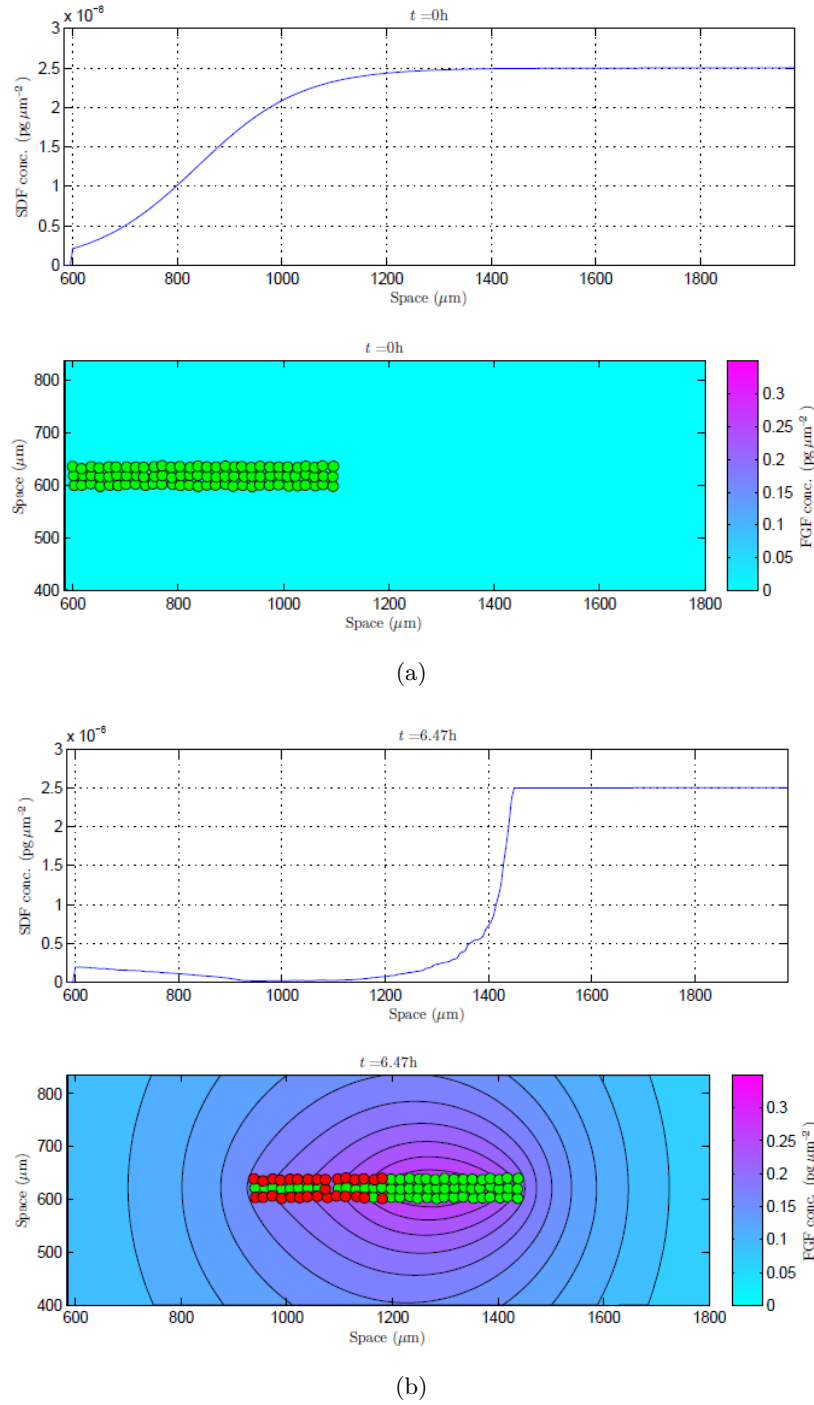 x 10⁻⁸
t =0h
3
2.5
2
1.5
1
0.5
0
SDF conc. (pg μm⁻²)
600 800 1000 1200 1400 1600 1800
Space (μm)
t =0h
800
700
600
500
400
Space (μm)
600 800 1000 1200 1400 1600 1800
Space (μm)
0.3
0.25
0.2
0.15
0.1
0.05
0
FGF conc. (pg μm⁻²)
(a)
x 10⁻⁸
t =6.47h
3
2.5
2
1.5
1
0.5
0
SDF conc. (pg μm⁻²)
600 800 1000 1200 1400 1600 1800
Space (μm)
t =6.47h
800
700
600
500
400
Space (μm)
600 800 1000 1200 1400 1600 1800
Space (μm)
0.3
0.25
0.2
0.15
0.1
0.05
0
FGF conc. (pg μm⁻²)
(b)